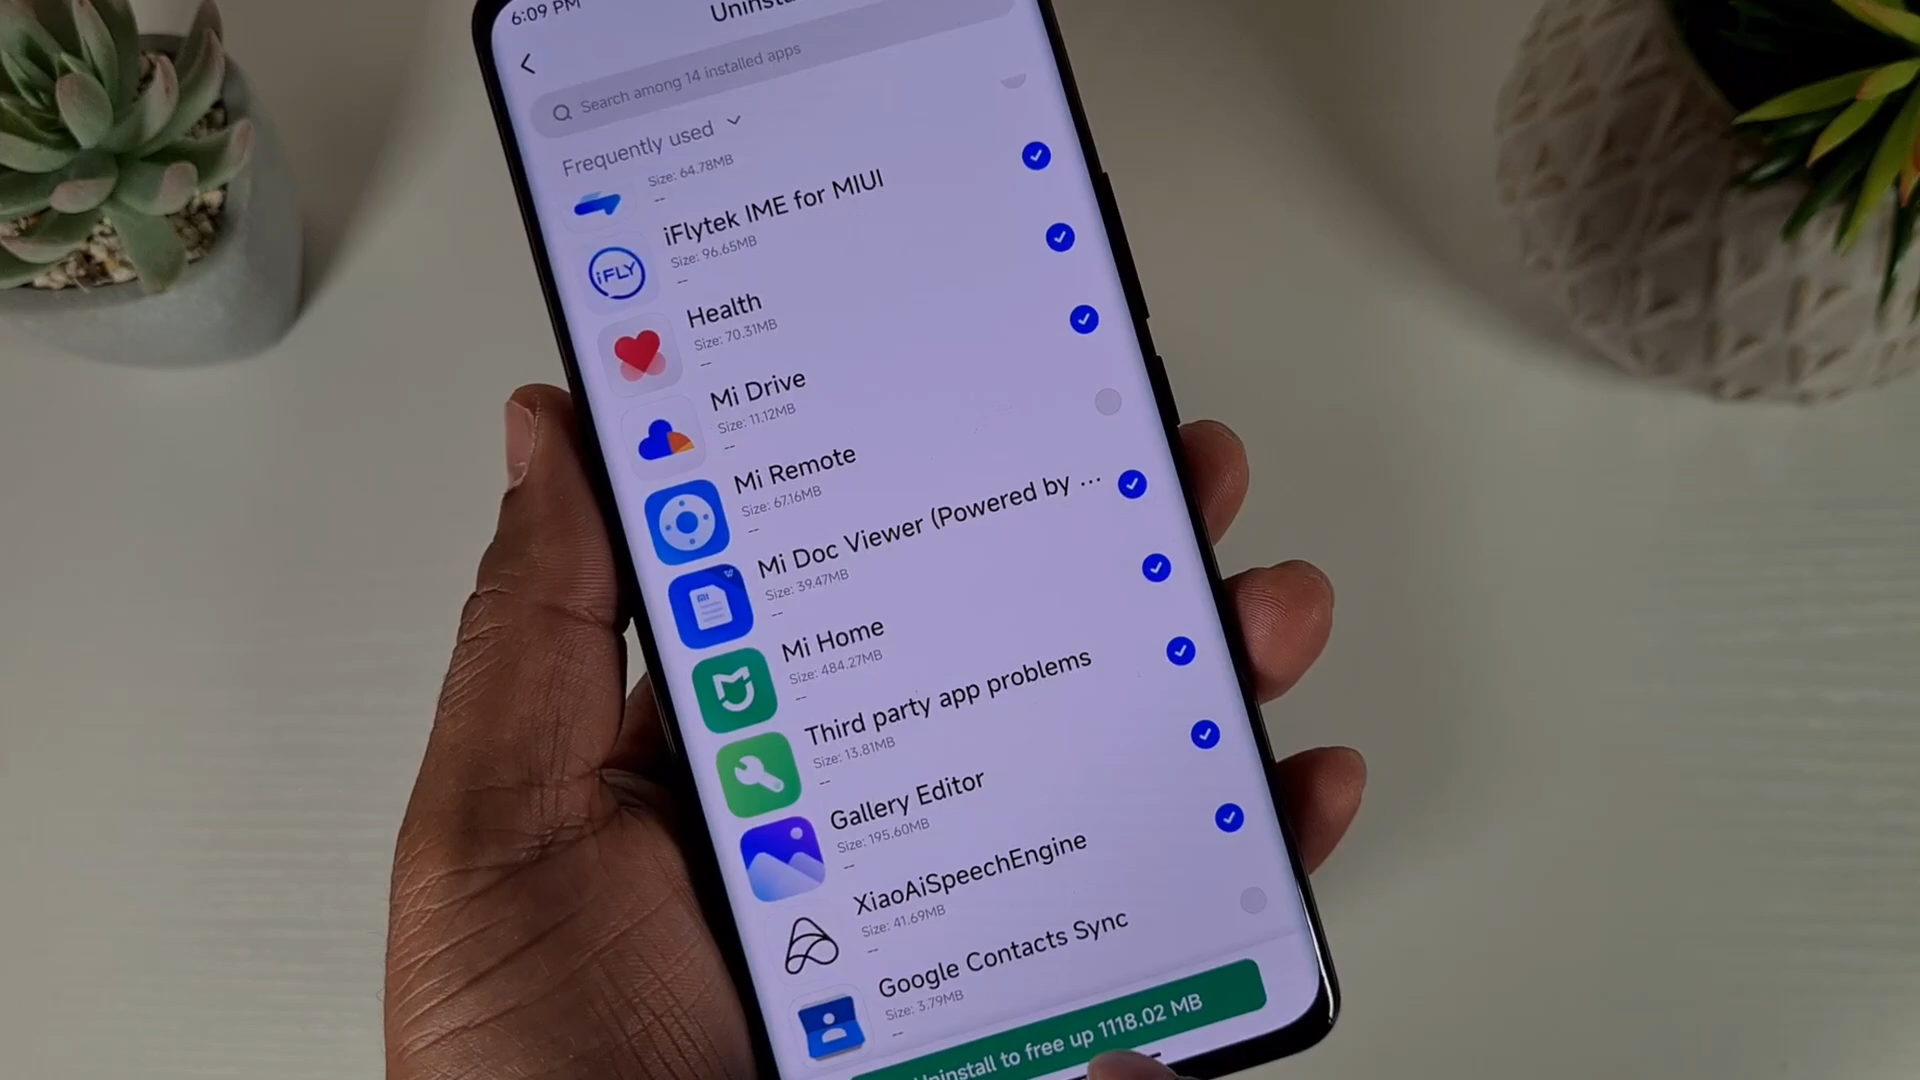 6:09 PM
Search among 14 installed apps
Frequently used
Size: 64.78MB
--
iFlytek IME for MIUI
Size: 96.65MB
--
iFLY
Health
Size: 70.31MB
--
Mi Drive
Size: 11.12MB
--
Mi Remote
Size: 67.16MB
--
Mi Doc Viewer (Powered by ...
Size: 39.47MB
--
Mi Home
Size: 484.27MB
--
Third party app problems
Size: 13.81MB
--
Gallery Editor
Size: 195.60MB
--
XiaoAiSpeechEngine
Size: 41.69MB
--
Google Contacts Sync
Size: 3.79MB
--
Uninstall to free up 1118.02 MB